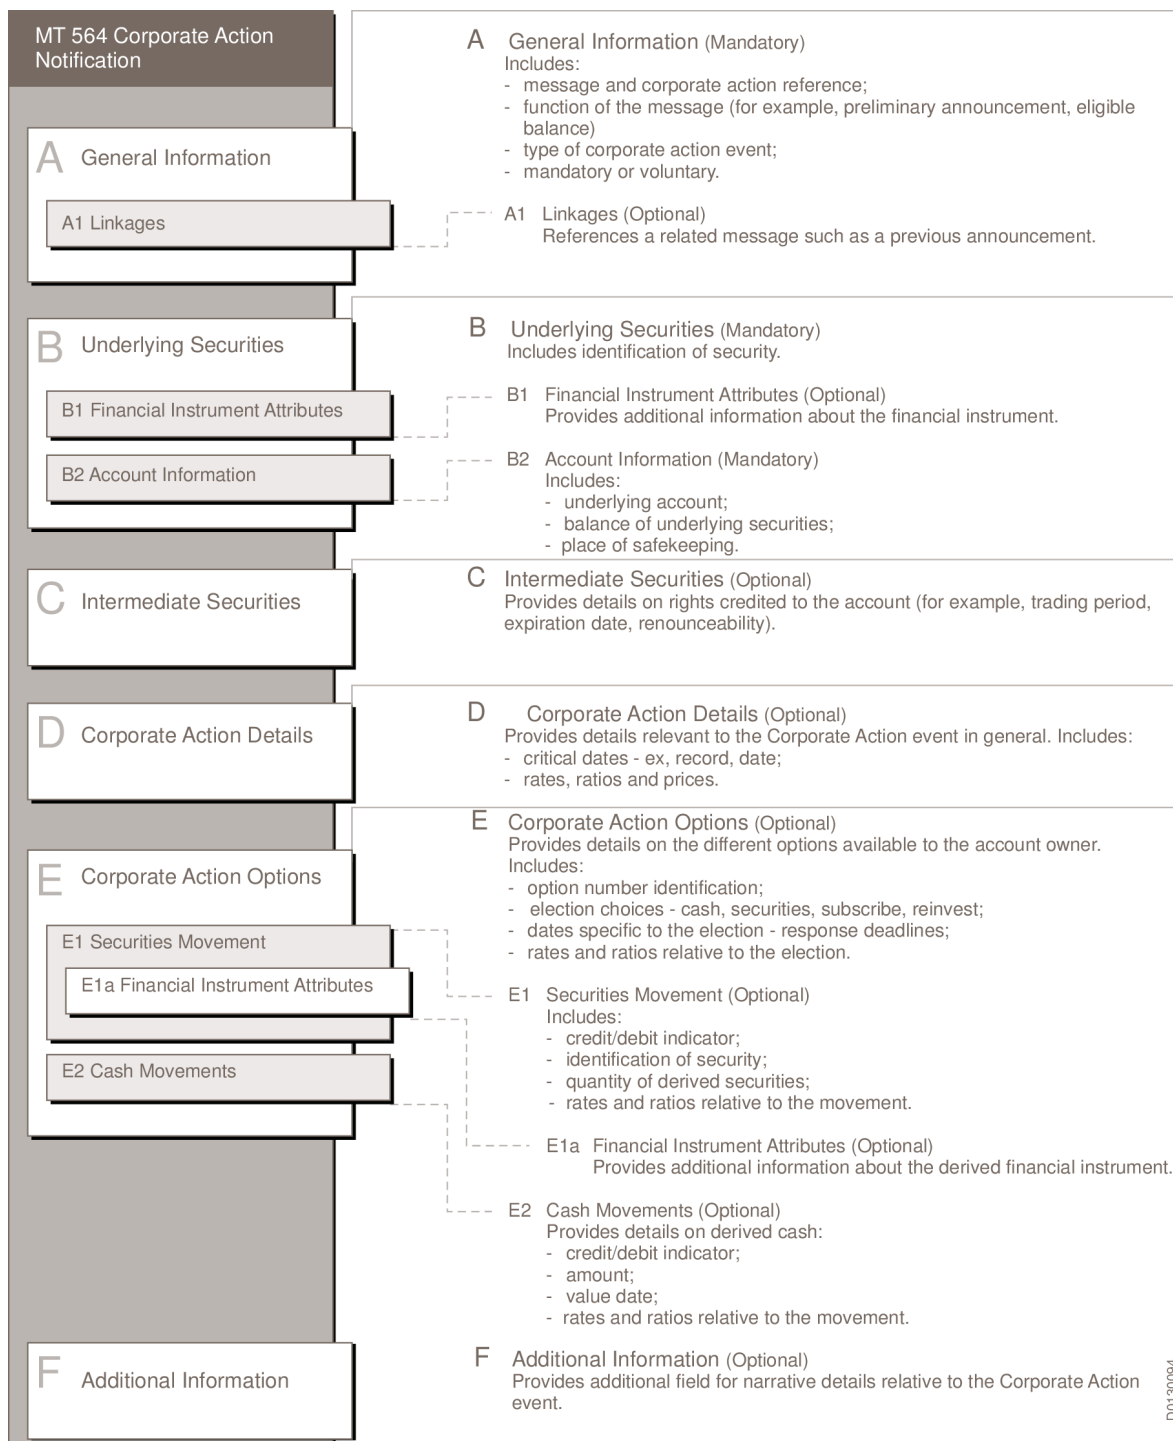 MT 564 Corporate Action
Notification
A General Information
A1 Linkages
B Underlying Securities
B1 Financial Instrument Attributes
B2 Account Information
C Intermediate Securities
D Corporate Action Details
E Corporate Action Options
E1 Securities Movement
E1a Financial Instrument Attributes
E2 Cash Movements
F Additional Information
A General Information (Mandatory)
Includes:
- message and corporate action reference;
- function of the message (for example, preliminary announcement, eligible
balance)
- type of corporate action event;
- mandatory or voluntary.
A1 Linkages (Optional)
References a related message such as a previous announcement.
B Underlying Securities (Mandatory)
Includes identification of security.
B1 Financial Instrument Attributes (Optional)
Provides additional information about the financial instrument.
B2 Account Information (Mandatory)
Includes:
- underlying account;
- balance of underlying securities;
- place of safekeeping.
C Intermediate Securities (Optional)
Provides details on rights credited to the account (for example, trading period,
expiration date, renounceability).
D Corporate Action Details (Optional)
Provides details relevant to the Corporate Action event in general. Includes:
- critical dates - ex, record, date;
- rates, ratios and prices.
E Corporate Action Options (Optional)
Provides details on the different options available to the account owner.
Includes:
- option number identification;
- election choices - cash, securities, subscribe, reinvest;
- dates specific to the election - response deadlines;
- rates and ratios relative to the election.
E1 Securities Movement (Optional)
Includes:
- credit/debit indicator;
- identification of security;
- quantity of derived securities;
- rates and ratios relative to the movement.
E1a Financial Instrument Attributes (Optional)
Provides additional information about the derived financial instrument.
E2 Cash Movements (Optional)
Provides details on derived cash:
- credit/debit indicator;
- amount;
- value date;
- rates and ratios relative to the movement.
F Additional Information (Optional)
Provides additional field for narrative details relative to the Corporate Action
event.
D0130094